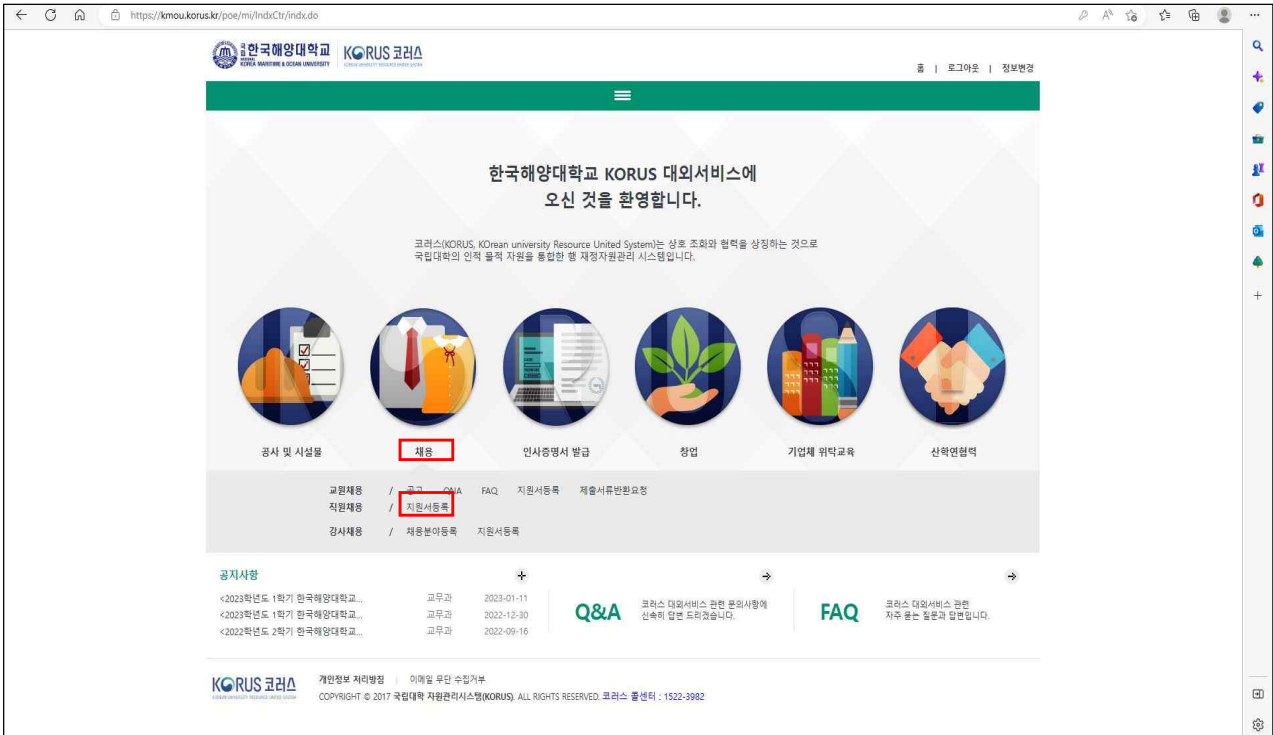 https://kmou.korus.kr/poe/mi/IndxCtr/indx.do
한국해양대학교 KORUS 코러스
KOREA MARITIME & OCEAN UNIVERSITY
홈 | 로그아웃 | 정보변경
한국해양대학교 KORUS 대외서비스에
오신 것을 환영합니다.
코러스(KORUS, KOrean university Resource United System)는 상호 조화와 협력을 상징하는 것으로
국립대학의 인적 물적 자원을 통합한 행 재정자원관리 시스템입니다.
공사 및 시설물 채용 인사증명서 발급 창업 기업체 위탁교육 산학연협력
교원채용 / 공고 QNA FAQ 지원서등록 제출서류반환요청
직원채용 / 지원서등록
강사채용 / 채용분야등록 지원서등록
공지사항
<2023학년도 1학기 한국해양대학교... 교무과 2023-01-11
<2023학년도 1학기 한국해양대학교... 교무과 2022-12-30
<2022학년도 2학기 한국해양대학교... 교무과 2022-09-16
Q&A
코러스 대외서비스 관련 문의사항에
신속히 답변 드리겠습니다.
FAQ
코러스 대외서비스 관련
자주 묻는 질문과 답변입니다.
KORUS 코러스
개인정보 처리방침 | 이메일 무단 수집거부
COPYRIGHT © 2017 국립대학 자원관리시스템(KORUS). ALL RIGHTS RESERVED. 코러스 콜센터 : 1522-3982